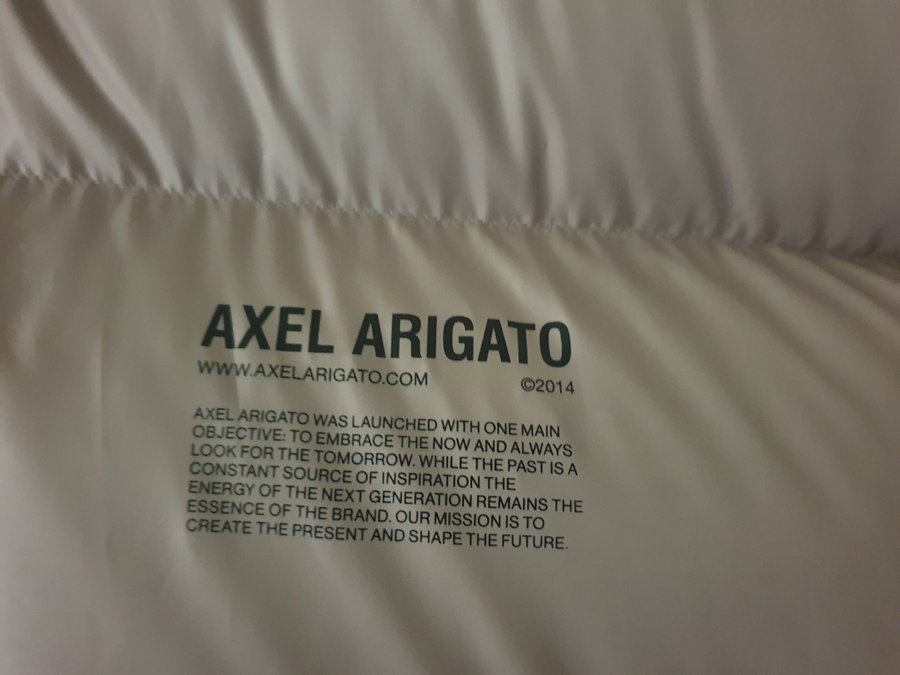 AXEL ARIGATO
WWW.AXELARIGATO.COM ©2014
AXEL ARIGATO WAS LAUNCHED WITH ONE MAIN
OBJECTIVE: TO EMBRACE THE NOW AND ALWAYS
LOOK FOR THE TOMORROW. WHILE THE PAST IS A
CONSTANT SOURCE OF INSPIRATION THE
ENERGY OF THE NEXT GENERATION REMAINS THE
ESSENCE OF THE BRAND. OUR MISSION IS TO
CREATE THE PRESENT AND SHAPE THE FUTURE.